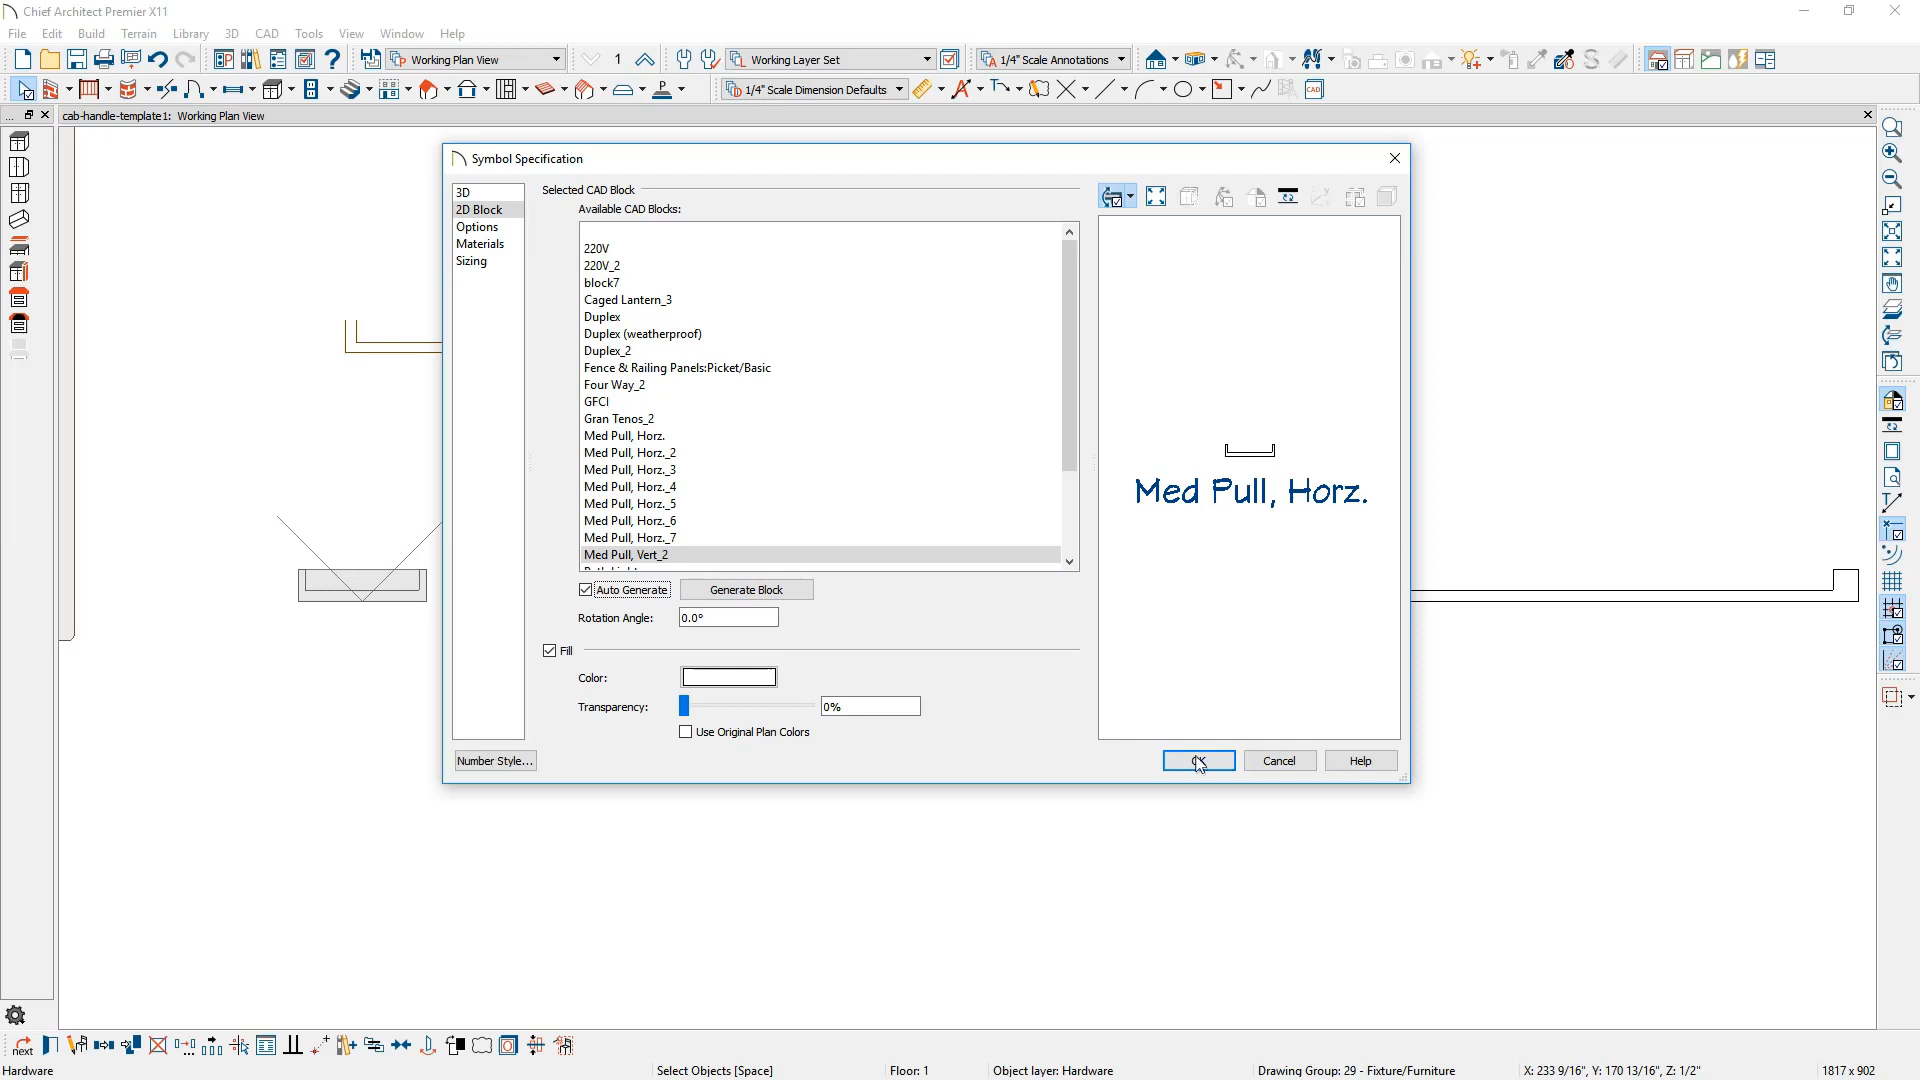 Chief Architect Premier X11
File Edit Build Terrain Library 3D CAD Tools View Window Help
Working Plan View 1 Working Layer Set 1/4" Scale Annotations
1/4" Scale Dimension Defaults CAD
... cab-handle-template1: Working Plan View
Symbol Specification
3D
2D Block
Options
Materials
Sizing
Selected CAD Block
Available CAD Blocks:
220V
220V_2
block7
Caged Lantern_3
Duplex
Duplex (weatherproof)
Duplex_2
Fence & Railing Panels:Picket/Basic
Four Way_2
GFCI
Gran Tenos_2
Med Pull, Horz.
Med Pull, Horz._2
Med Pull, Horz._3
Med Pull, Horz._4
Med Pull, Horz._5
Med Pull, Horz._6
Med Pull, Horz._7
Med Pull, Vert_2
Auto Generate Generate Block
Rotation Angle: 0.0°
Fill
Color:
Transparency: 0%
Use Original Plan Colors
Med Pull, Horz.
Number Style... OK Cancel Help
next
Hardware Select Objects [Space] Floor: 1 Object layer: Hardware Drawing Group: 29 - Fixture/Furniture X: 233 9/16", Y: 170 13/16", Z: 1/2" 1817 x 902